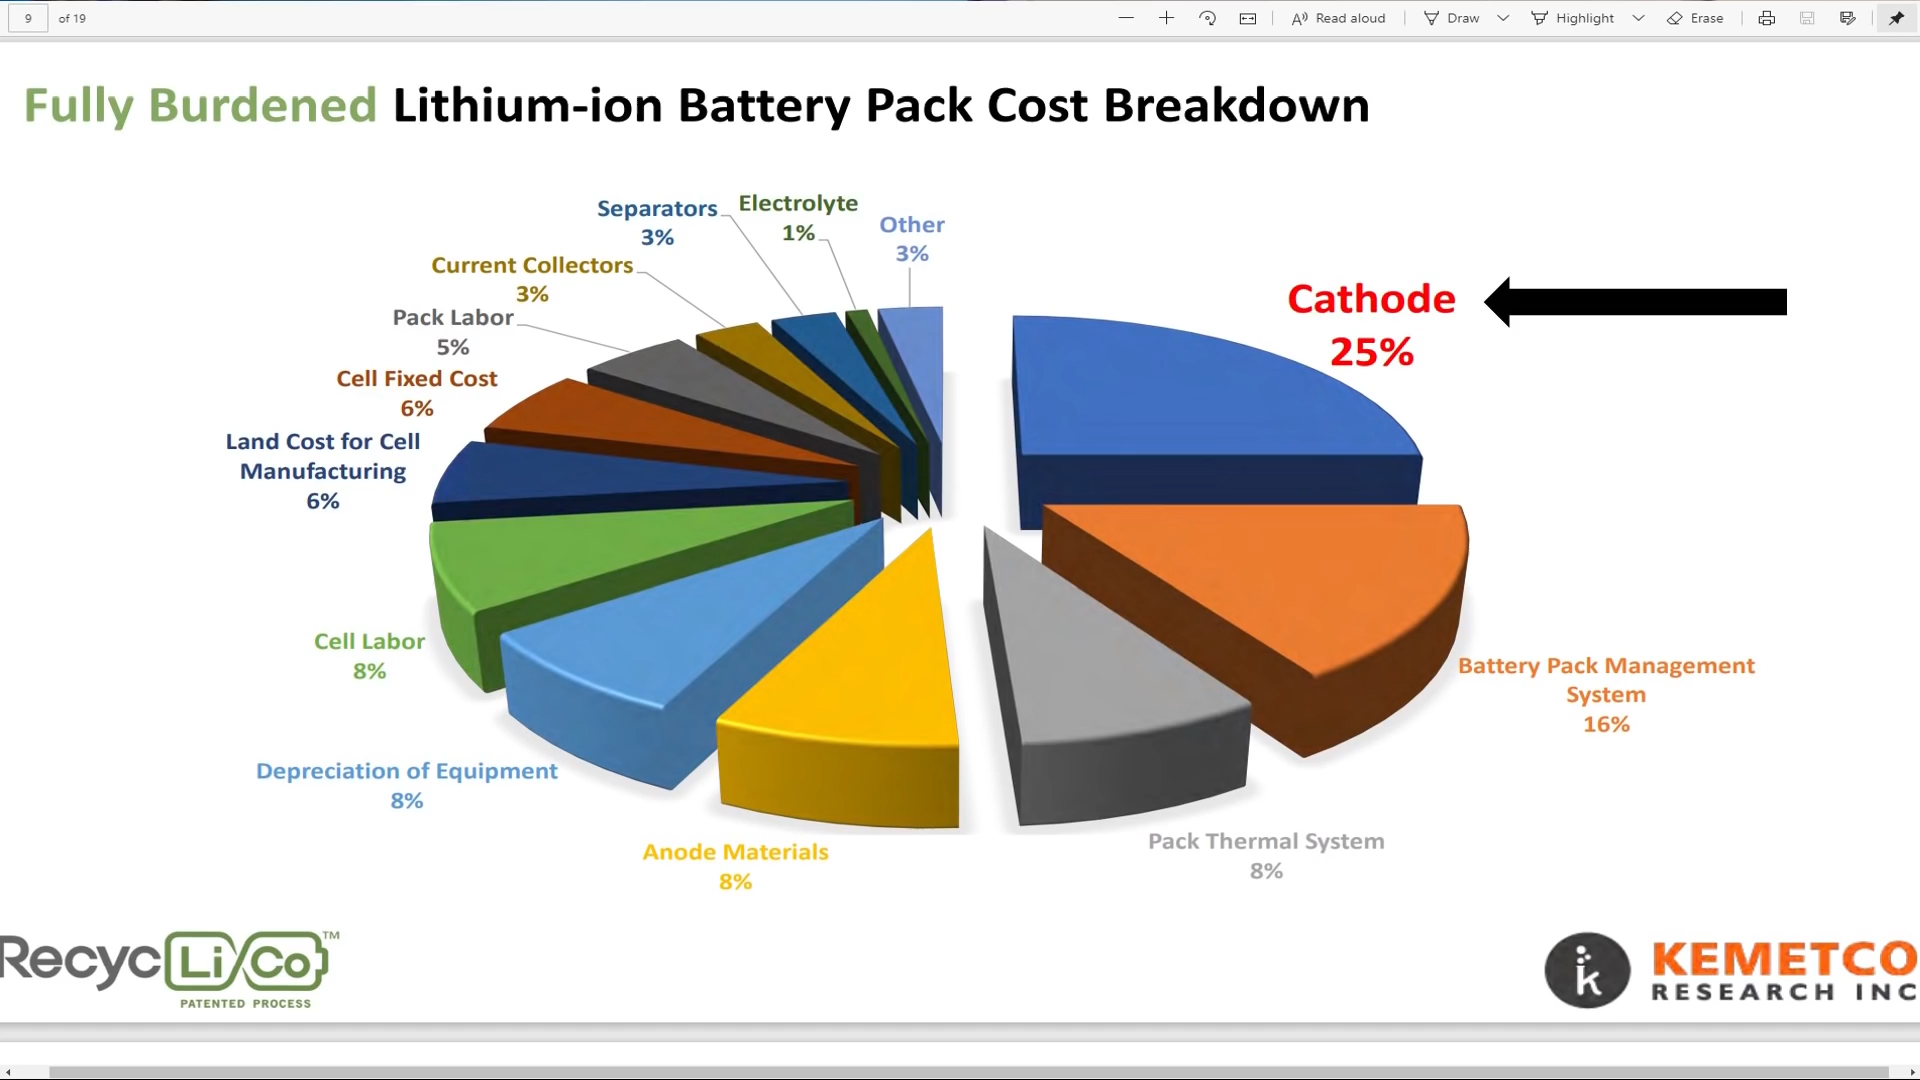 9 of 19
Read aloud
Draw
Highlight
Erase
Fully Burdened Lithium-ion Battery Pack Cost Breakdown
Separators
3%
Electrolyte
1%
Other
3%
Current Collectors
3%
Pack Labor
5%
Cell Fixed Cost
6%
Land Cost for Cell
Manufacturing
6%
Cathode
25%
Cell Labor
8%
Battery Pack Management
System
16%
Depreciation of Equipment
8%
Anode Materials
8%
Pack Thermal System
8%
RecycLi/Co™
PATENTED PROCESS
k
KEMETCO
RESEARCH INC